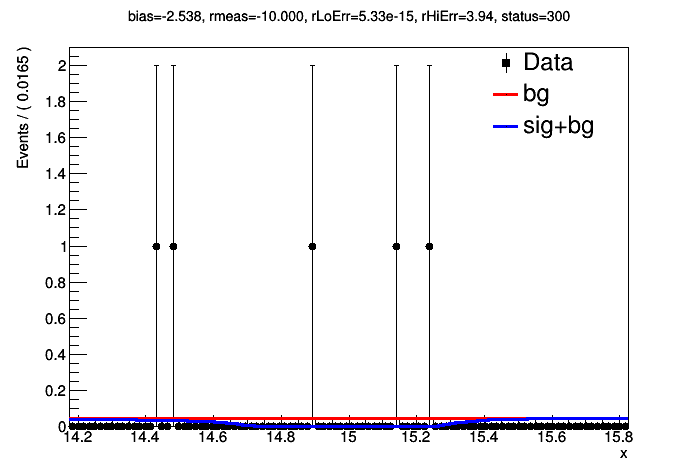 bias=-2.538, rmeas=-10.000, rLoErr=5.33e-15, rHiErr=3.94, status=300
Events / ( 0.0165 )
2
1.8
1.6
1.4
1.2
1
0.8
0.6
0.4
0.2
0
Data
bg
sig+bg
14.2 14.4 14.6 14.8 15 15.2 15.4 15.6 15.8
x